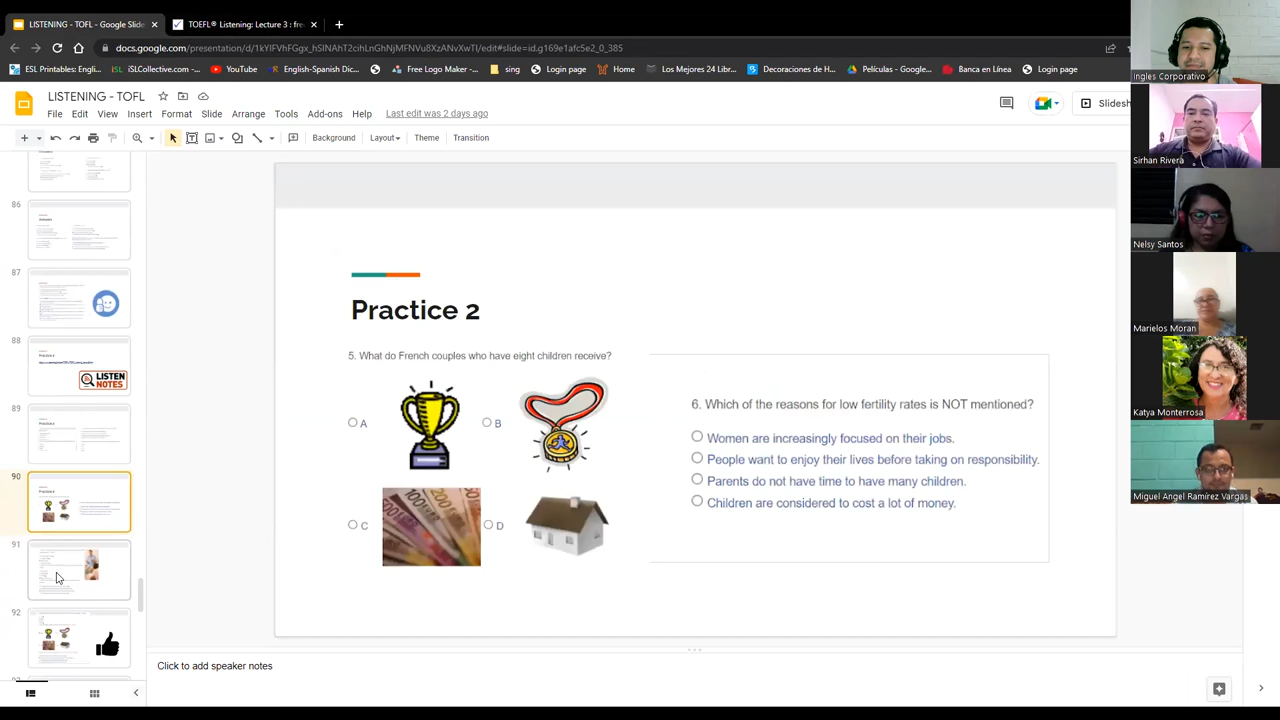 LISTENING - TOFL - Google Slide
TOEFL® Listening: Lecture 3 : fre
docs.google.com/presentation/d/1kYIFVhFGgx_hSlNAhT2cihLnGhNjMFNVu8XzANvXwTI/edit#slide=id.g169e1afc5e2_0_385
ESL Printables: Engli...
iSLCollective.com -...
YouTube
English-Spanish Dic...
Free Logo Maker -...
sing
Home
Los Mejores 24 Libr...
Decoraciones de H...
Películas - Google...
Banca en Línea
Login page
LISTENING - TOFL
File Edit View Insert Format Slide Arrange Tools Add-ons Help Last edit was 2 days ago
Slidesh
Background Layout Theme Transition
86
87
88
LISTEN
NOTES
89
90
91
92
Practice 2
5. What do French couples who have eight children receive?
A
B
C
D
6. Which of the reasons for low fertility rates is NOT mentioned?
Women are increasingly focused on their jobs.
People want to enjoy their lives before taking on responsibility.
Parents do not have time to have many children.
Children are considered to cost a lot of money.
Click to add speaker notes
Ingles Corporativo
Sirhan Rivera
Nelsy Santos
Marielos Moran
Katya Monterrosa
Miguel Angel Ramírez Vargas